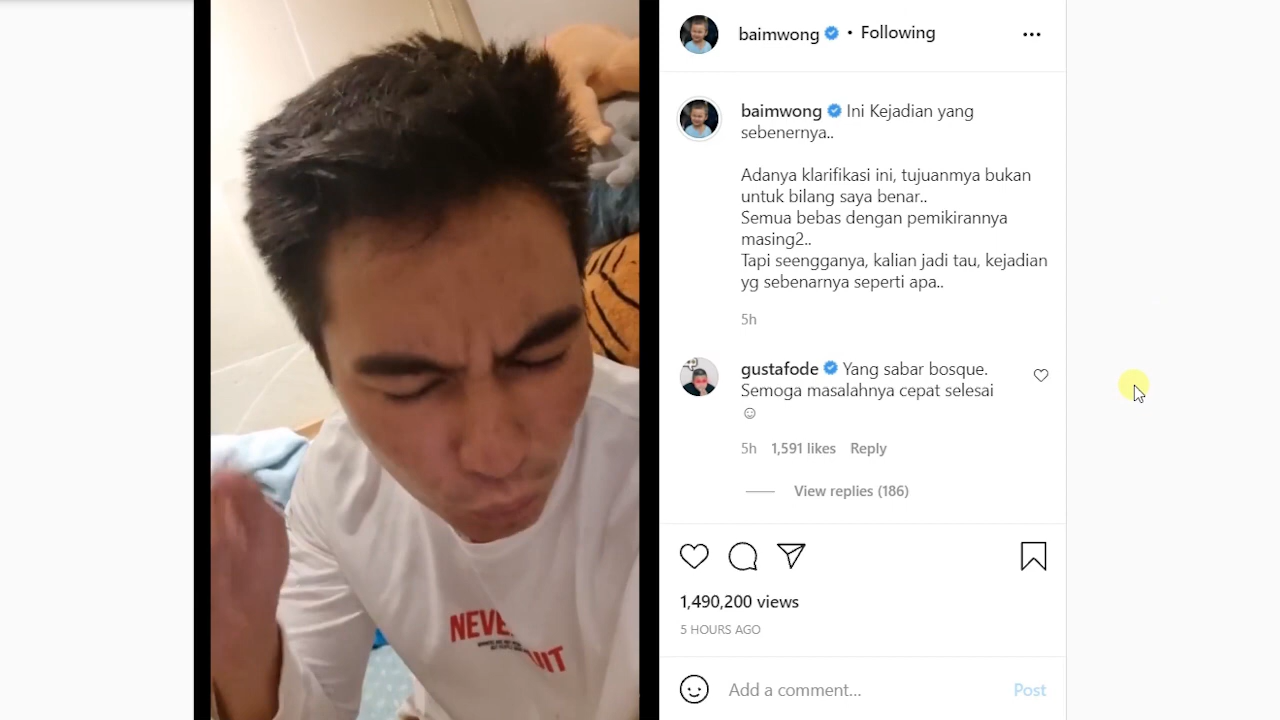 baimwong • Following
baimwong Ini Kejadian yang
sebenernya..
Adanya klarifikasi ini, tujuanmya bukan
untuk bilang saya benar..
Semua bebas dengan pemikirannya
masing2..
Tapi seengganya, kalian jadi tau, kejadian
yg sebenarnya seperti apa..
5h
gustafode Yang sabar bosque.
Semoga masalahnya cepat selesai
☺
5h 1,591 likes Reply
View replies (186)
1,490,200 views
5 HOURS AGO
Add a comment... Post
NEVE
UIT